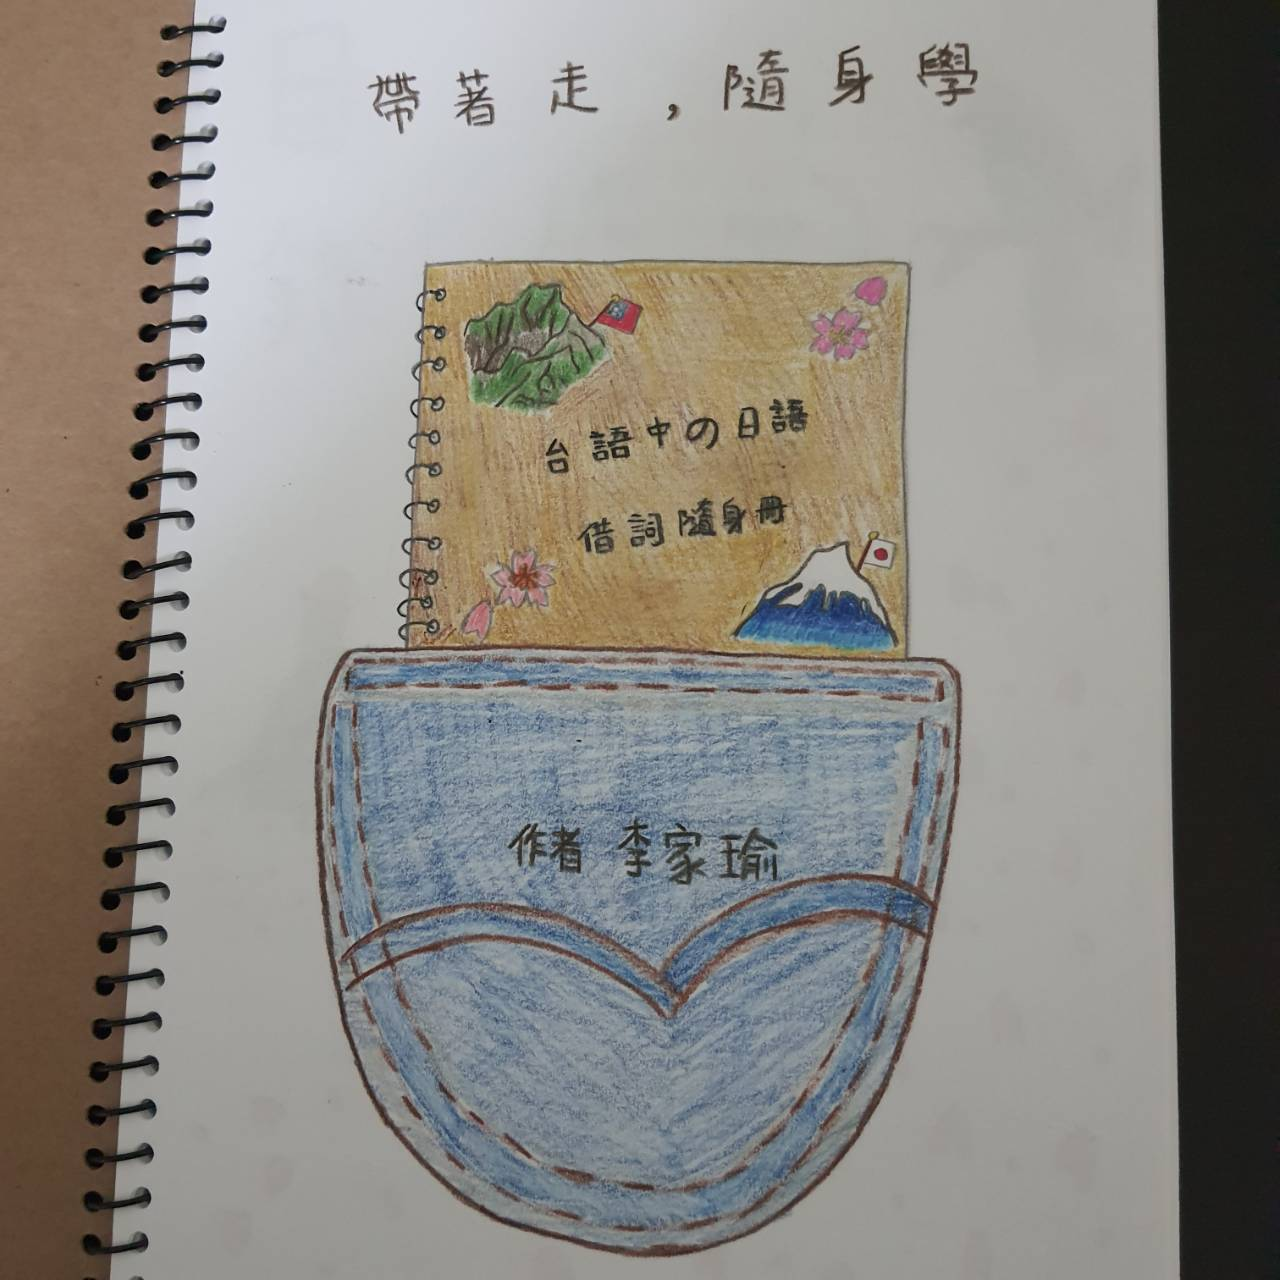 帶著走，隨身學
台語中の日語
借詞隨身冊
作者 李家瑜